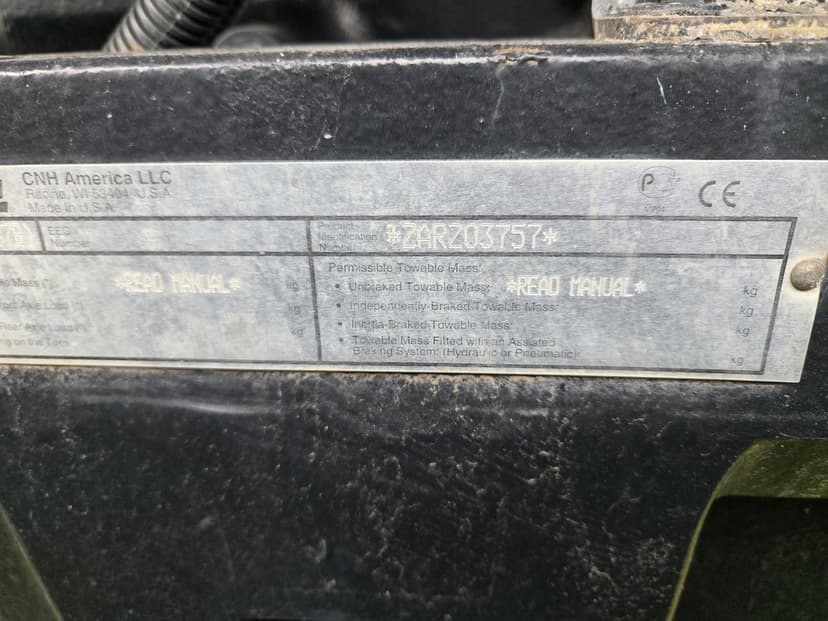 CNH America LLC
Racine, WI 53404 U.S.A.
Made In U.S.A.
EEC
Number
Product
Identification
Number
*ZARZ03757*
*READ MANUAL*
kg
kg
kg
Permissible Towable Mass:
• Unbraked Towable Mass: *READ MANUAL* kg
• Independently-Braked Towable Mass: kg
• Inertia-Braked Towable Mass: kg
• Towable Mass Fitted with an Assisted
Braking System: (Hydraulic or Pneumatic) kg
CE